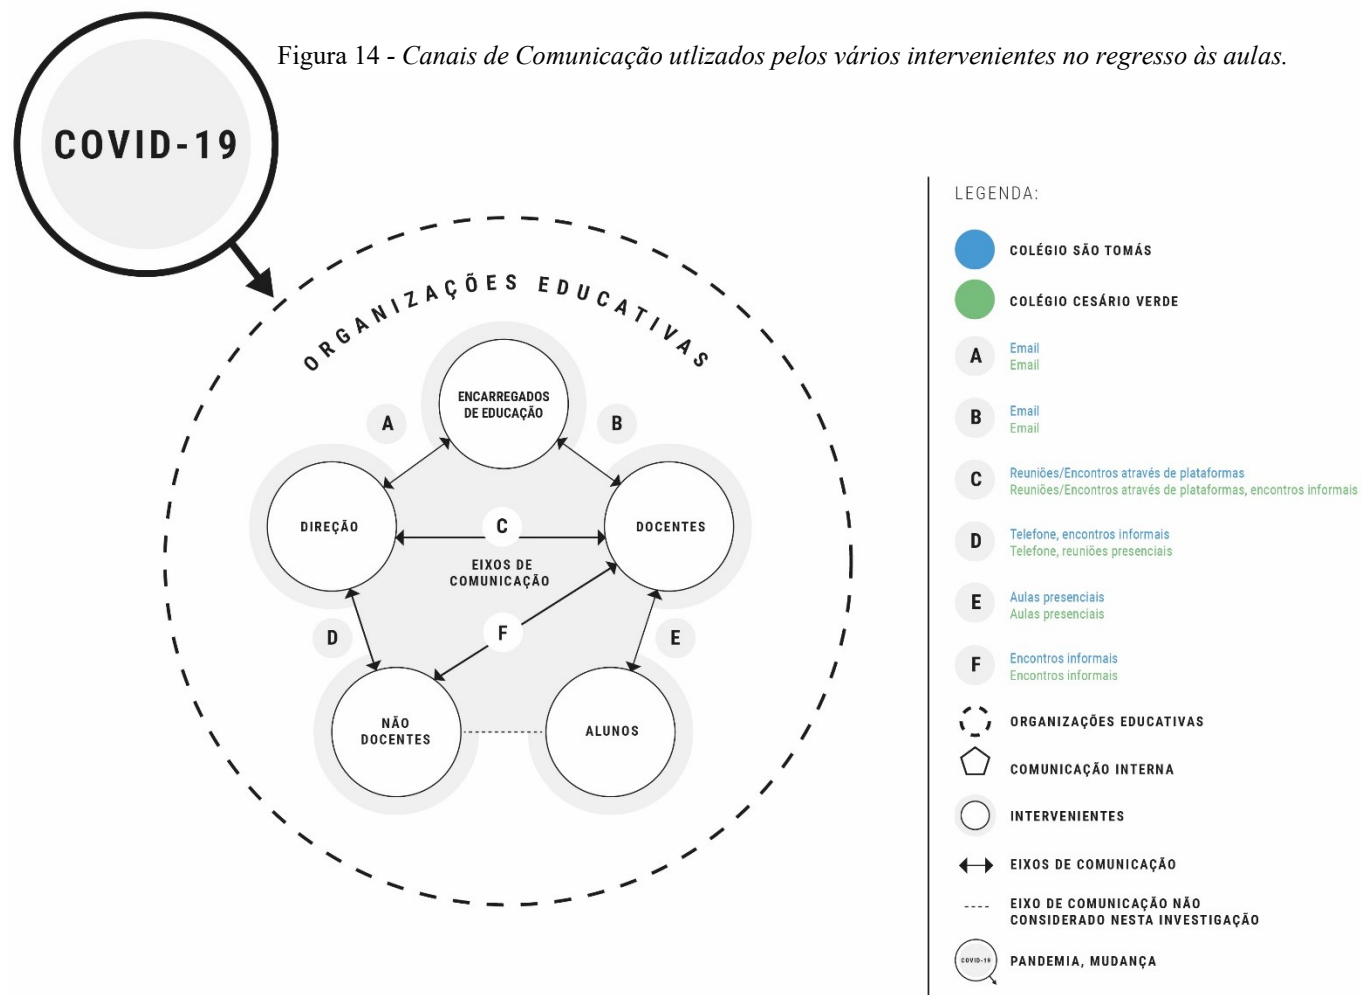 Figura 14 - Canais de Comunicação utlizados pelos vários intervenientes no regresso às aulas.
COVID-19
ORGANIZAÇÕES EDUCATIVAS
ENCARREGADOS
DE EDUCAÇÃO
A
B
DIREÇÃO
C
DOCENTES
EIXOS DE
COMUNICAÇÃO
D
F
E
NÃO
DOCENTES
ALUNOS
LEGENDA:
COLÉGIO SÃO TOMÁS
COLÉGIO CESÁRIO VERDE
A
Email
Email
B
Email
Email
C
Reuniões/Encontros através de plataformas
Reuniões/Encontros através de plataformas, encontros informais
D
Telefone, encontros informais
Telefone, reuniões presenciais
E
Aulas presenciais
Aulas presenciais
F
Encontros informais
Encontros informais
ORGANIZAÇÕES EDUCATIVAS
COMUNICAÇÃO INTERNA
INTERVENIENTES
EIXOS DE COMUNICAÇÃO
EIXO DE COMUNICAÇÃO NÃO
CONSIDERADO NESTA INVESTIGAÇÃO
COVID-19
PANDEMIA, MUDANÇA